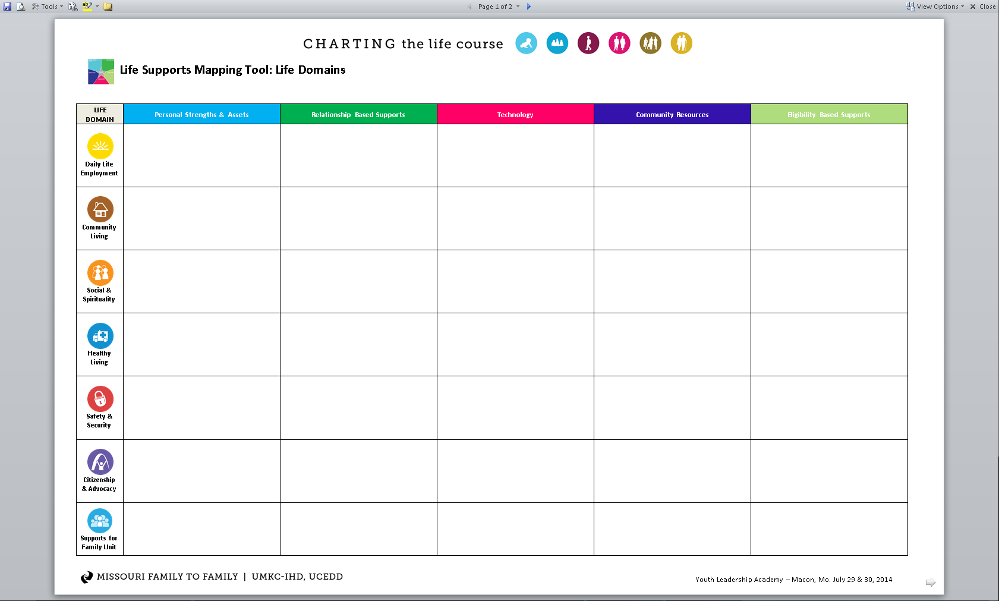 Tools
Page 1 of 2
View Options
Close
CHARTING the life course
Life Supports Mapping Tool: Life Domains
LIFE
DOMAIN
Personal Strengths & Assets
Relationship Based Supports
Technology
Community Resources
Eligibility Based Supports
Daily Life
Employment
Community
Living
Social &
Spirituality
Healthy
Living
Safety &
Security
Citizenship
& Advocacy
Supports for
Family Unit
MISSOURI FAMILY TO FAMILY | UMKC-IHD, UCEDD
Youth Leadership Academy – Macon, Mo. July 29 & 30, 2014